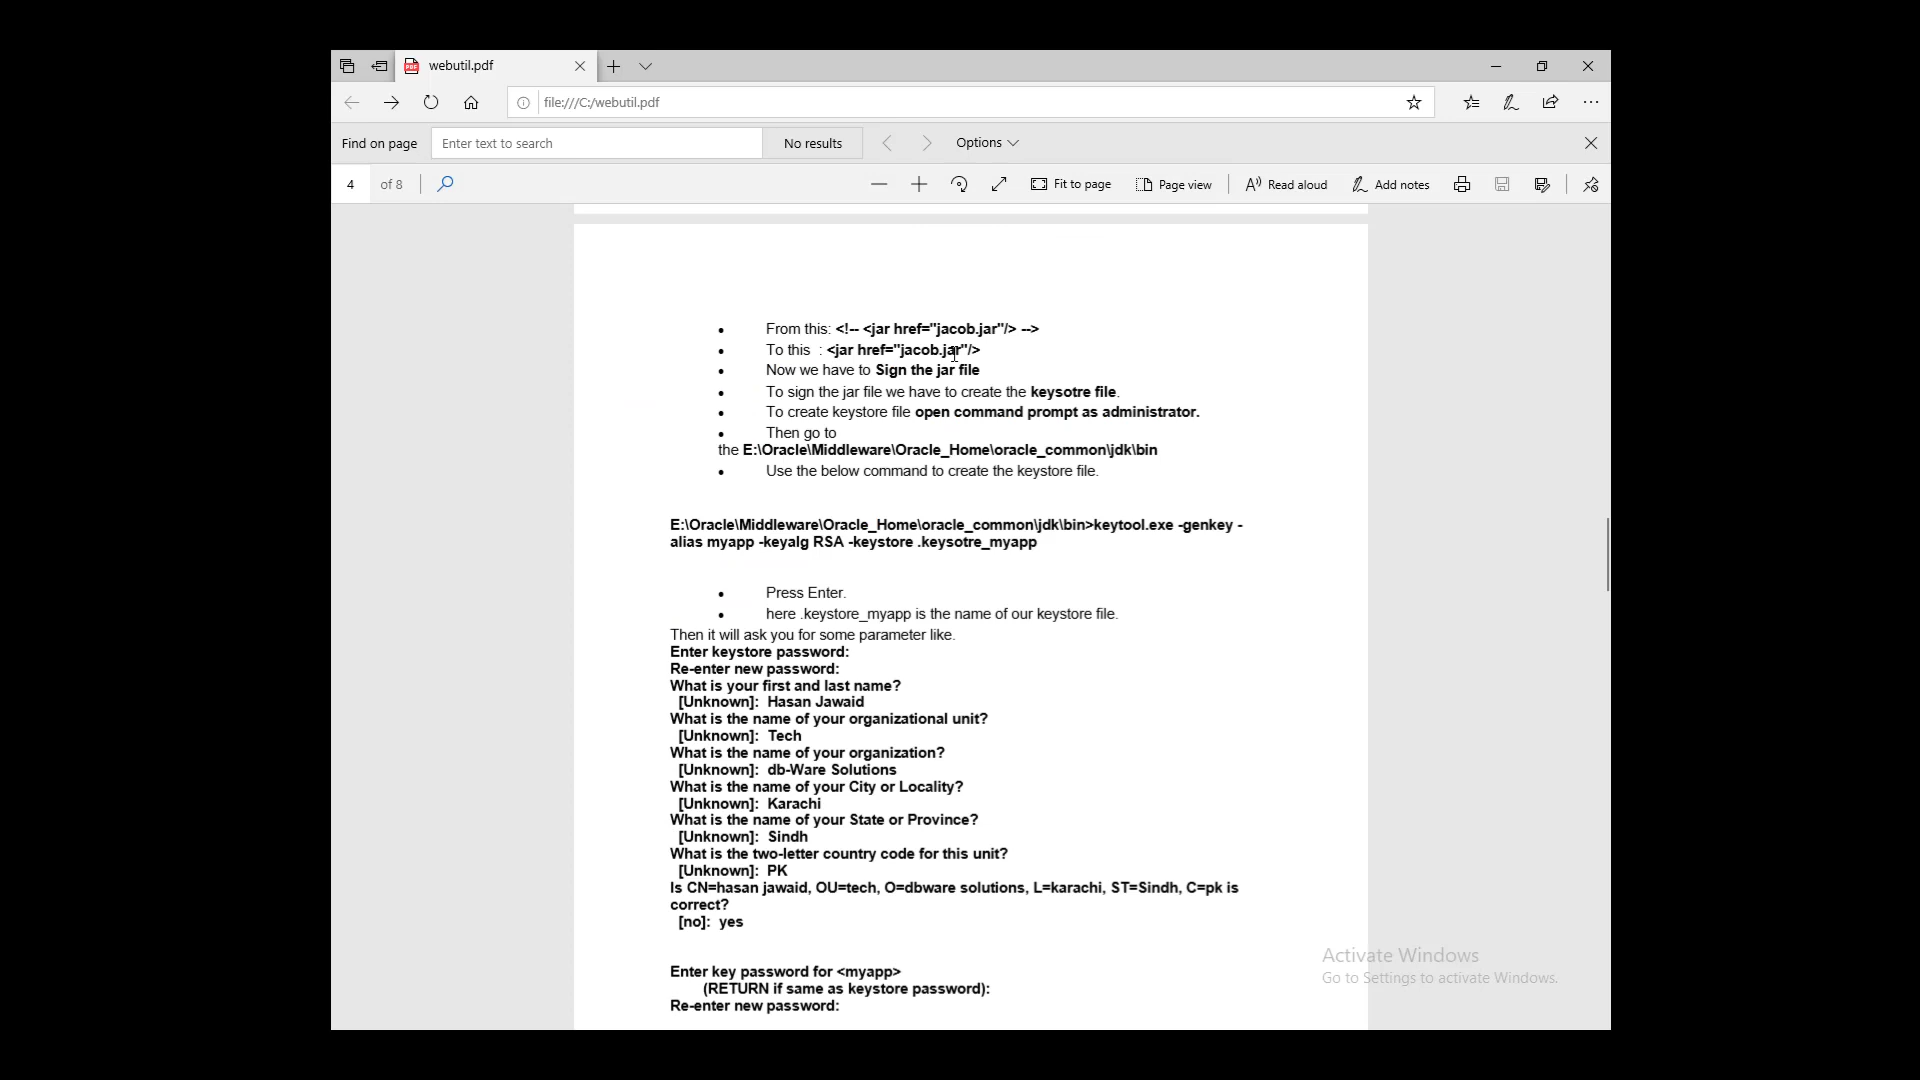 webutil.pdf
file:///C:/webutil.pdf
Find on page
Enter text to search
No results
Options
4 of 8
Fit to page
Page view
Read aloud
Add notes
• From this: <!-- <jar href="jacob.jar"/> -->
• To this : <jar href="jacob.jar"/>
• Now we have to Sign the jar file
• To sign the jar file we have to create the keysotre file.
• To create keystore file open command prompt as administrator.
• Then go to
the E:\Oracle\Middleware\Oracle_Home\oracle_common\jdk\bin
• Use the below command to create the keystore file.
E:\Oracle\Middleware\Oracle_Home\oracle_common\jdk\bin>keytool.exe -genkey -
alias myapp -keyalg RSA -keystore .keysotre_myapp
• Press Enter.
• here .keystore_myapp is the name of our keystore file.
Then it will ask you for some parameter like.
Enter keystore password:
Re-enter new password:
What is your first and last name?
[Unknown]: Hasan Jawaid
What is the name of your organizational unit?
[Unknown]: Tech
What is the name of your organization?
[Unknown]: db-Ware Solutions
What is the name of your City or Locality?
[Unknown]: Karachi
What is the name of your State or Province?
[Unknown]: Sindh
What is the two-letter country code for this unit?
[Unknown]: PK
Is CN=hasan jawaid, OU=tech, O=dbware solutions, L=karachi, ST=Sindh, C=pk is
correct?
[no]: yes
Enter key password for <myapp>
(RETURN if same as keystore password):
Re-enter new password:
Activate Windows
Go to Settings to activate Windows.